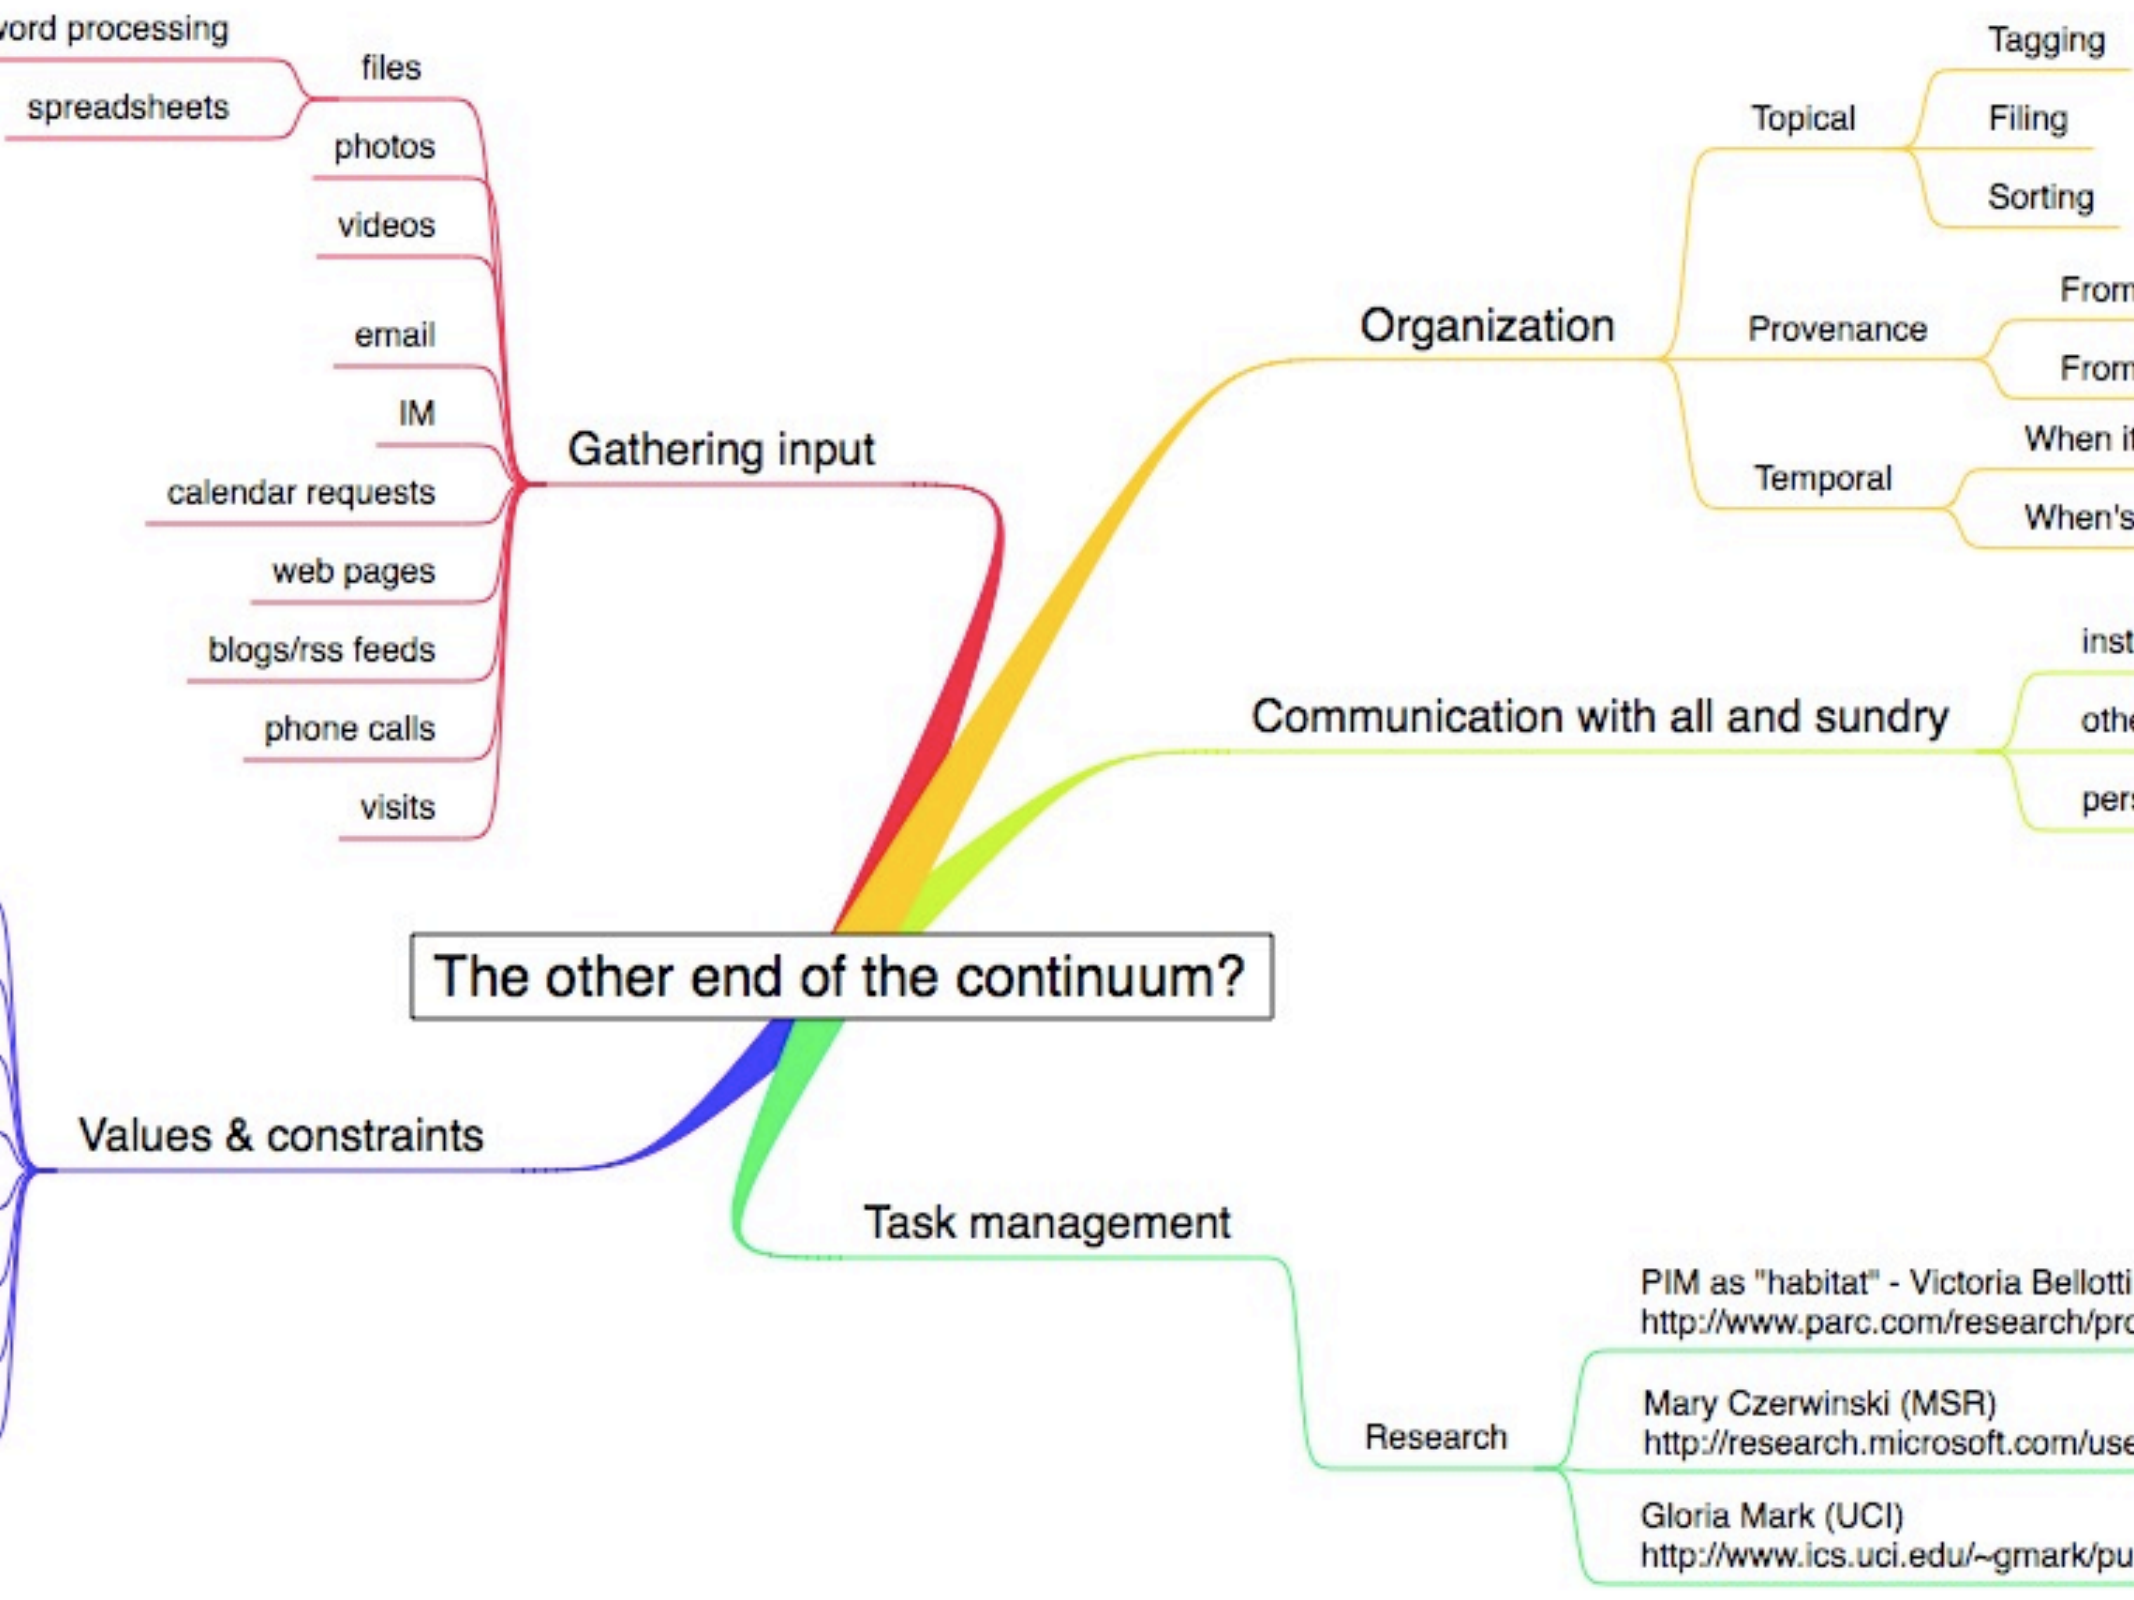 word processing
files
spreadsheets
photos
videos
email
IM
calendar requests
web pages
blogs/rss feeds
phone calls
visits
Gathering input
Organization
Topical
Tagging
Filing
Sorting
Provenance
From
From
Temporal
When it
When's
Communication with all and sundry
inst
othe
pers
The other end of the continuum?
Values & constraints
Task management
Research
PIM as "habitat" - Victoria Bellotti
http://www.parc.com/research/pro
Mary Czerwinski (MSR)
http://research.microsoft.com/use
Gloria Mark (UCI)
http://www.ics.uci.edu/~gmark/pu